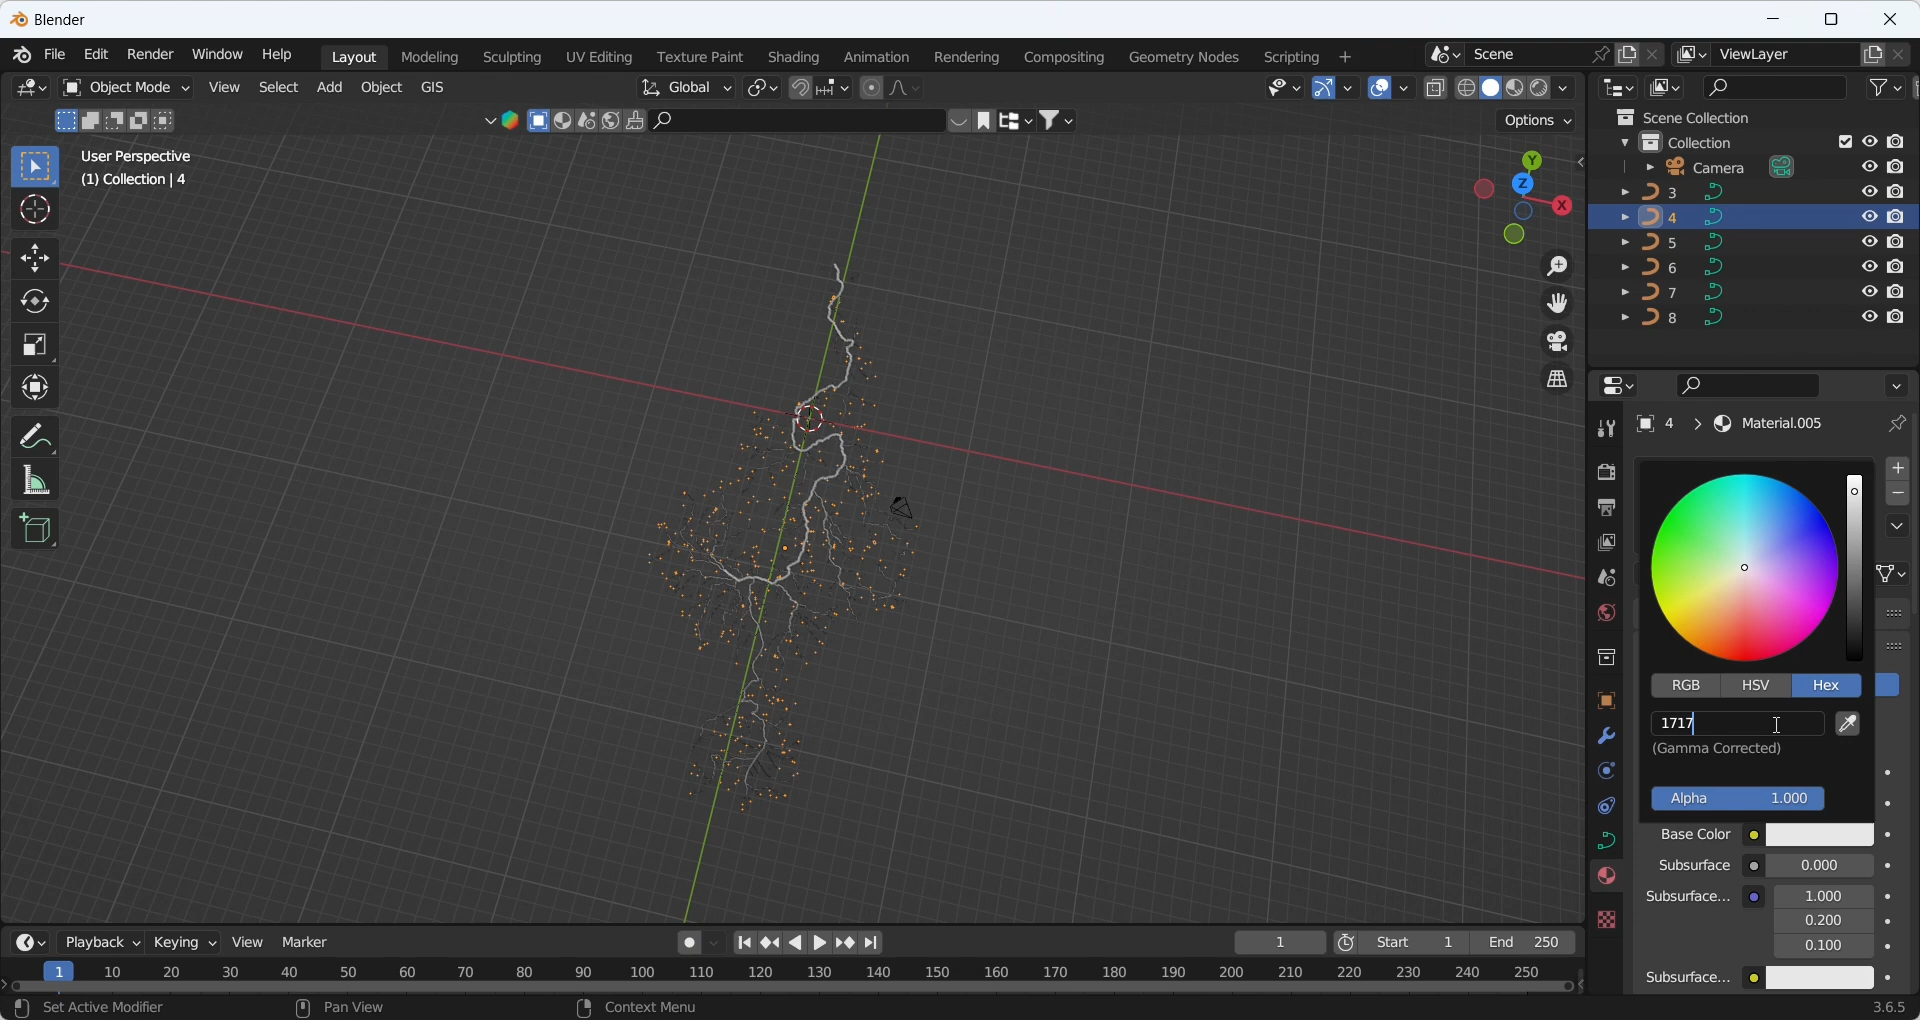 Blender
File Edit Render Window Help Layout Modeling Sculpting UV Editing Texture Paint Shading Animation Rendering Compositing Geometry Nodes Scripting + Scene ViewLayer
Object Mode View Select Add Object GIS Global
Options
User Perspective
(1) Collection | 4
Y
Z
X
Scene Collection
Collection
Camera
3
4
5
6
7
8
4 > Material.005
RGB HSV Hex
1717
(Gamma Corrected)
Alpha 1.000
Base Color
Subsurface 0.000
Subsurface... 1.000
0.200
0.100
Subsurface...
Playback Keying View Marker 1 Start 1 End 250
1 10 20 30 40 50 60 70 80 90 100 110 120 130 140 150 160 170 180 190 200 210 220 230 240 250
Set Active Modifier Pan View Context Menu 3.6.5